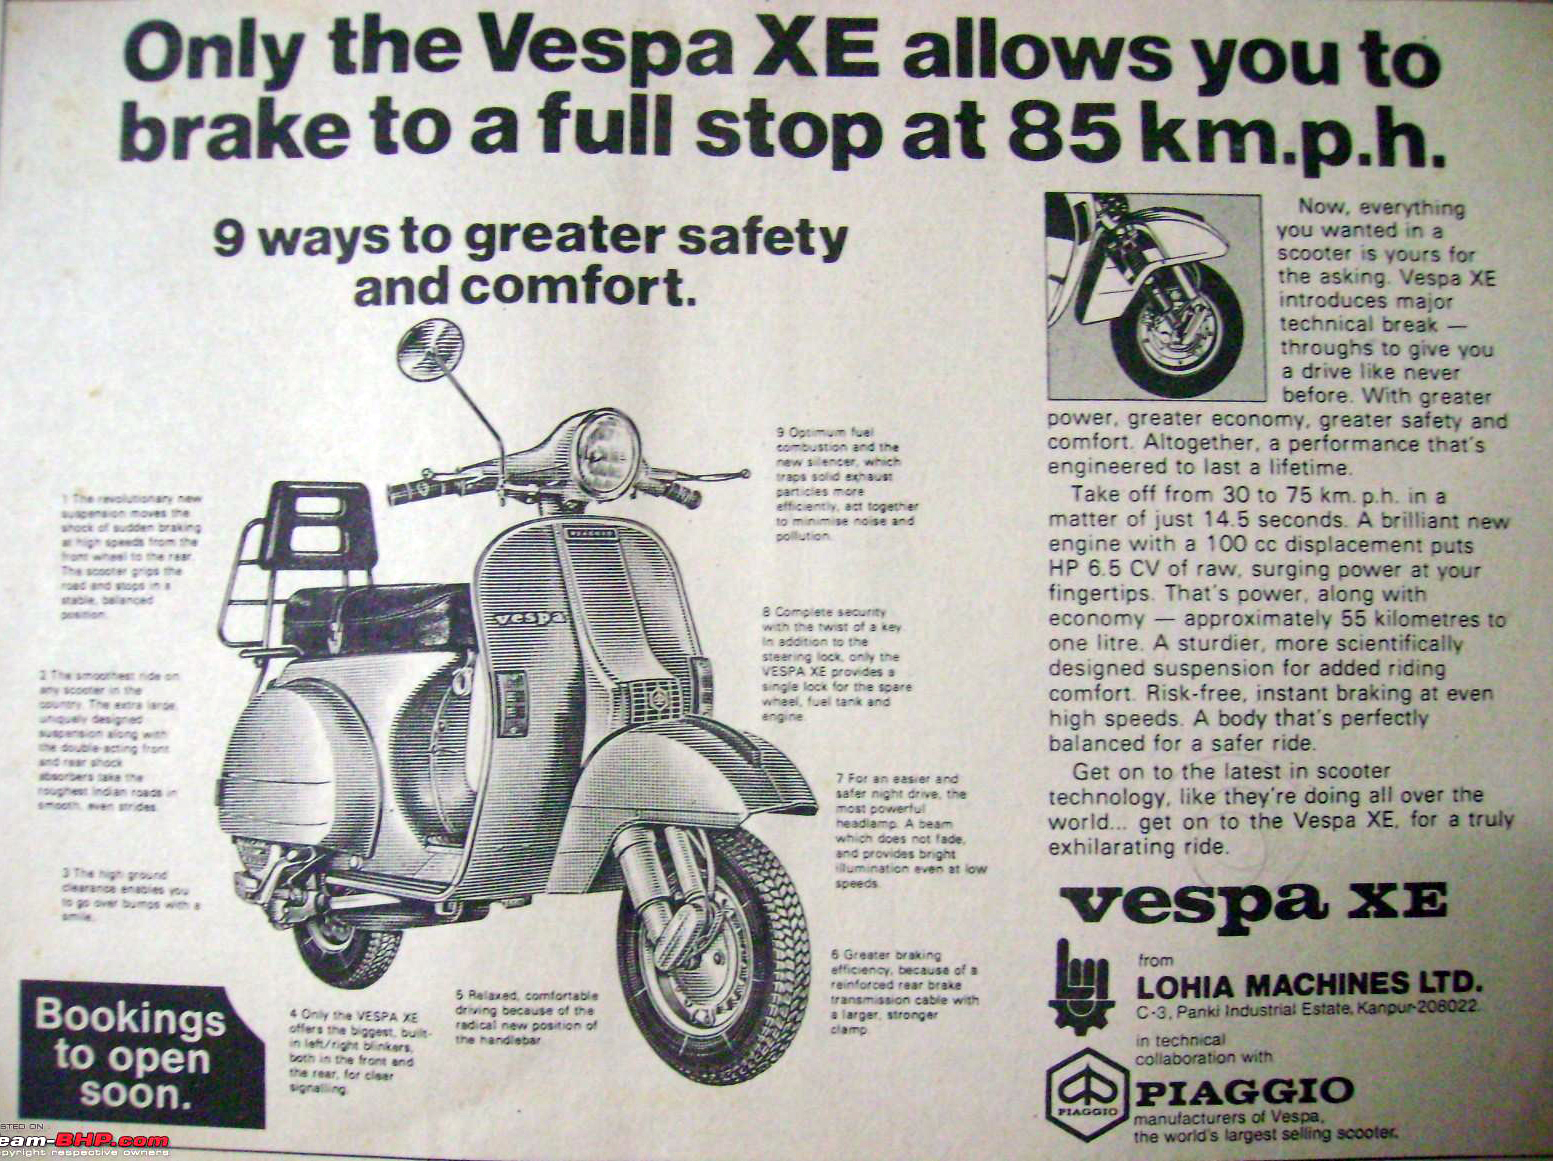 Only the Vespa XE allows you to
brake to a full stop at 85 km.p.h.
9 ways to greater safety
and comfort.
1 The revolutionary new
suspension moves the
shock of sudden braking
at high speeds from the
front wheel to the rear.
The scooter grips the
road and stops in a
stable, balanced
position.
2 The smoothest ride on
any scooter in the
country. The extra large,
uniquely designed
suspension along with
the double-acting front
and rear shock
absorbers take the
roughest Indian roads in
smooth, even strides.
3 The high ground
clearance enables you
to go over bumps with a
smile.
4 Only the VESPA XE
offers the biggest, built-
in left/right blinkers,
both in the front and
the rear, for clear
signalling.
5 Relaxed, comfortable
driving because of the
radical new position of
the handlebar.
9 Optimum fuel
combustion and the
new silencer, which
traps solid exhaust
particles more
efficiently, act together
to minimise noise and
pollution.
8 Complete security
with the twist of a key.
In addition to the
steering lock, only the
VESPA XE provides a
single lock for the spare
wheel, fuel tank and
engine.
7 For an easier and
safer night drive, the
most powerful
headlamp. A beam
which does not fade,
and provides bright
illumination even at low
speeds.
6 Greater braking
efficiency, because of a
reinforced rear brake
transmission cable with
a larger, stronger
clamp.
PIAGGIO
vespa
Bookings
to open
soon.
Now, everything
you wanted in a
scooter is yours for
the asking. Vespa XE
introduces major
technical break —
throughs to give you
a drive like never
before. With greater
power, greater economy, greater safety and
comfort. Altogether, a performance that's
engineered to last a lifetime.
Take off from 30 to 75 km. p.h. in a
matter of just 14.5 seconds. A brilliant new
engine with a 100 cc displacement puts
HP 6.5 CV of raw, surging power at your
fingertips. That's power, along with
economy — approximately 55 kilometres to
one litre. A sturdier, more scientifically
designed suspension for added riding
comfort. Risk-free, instant braking at even
high speeds. A body that's perfectly
balanced for a safer ride.
Get on to the latest in scooter
technology, like they're doing all over the
world... get on to the Vespa XE, for a truly
exhilarating ride.
vespa XE
from
LOHIA MACHINES LTD.
C-3, Panki Industrial Estate, Kanpur-208022.
in technical
collaboration with
PIAGGIO
PIAGGIO
manufacturers of Vespa,
the world's largest selling scooter.
STED ON
eam-BHP.com
pyright respective owners